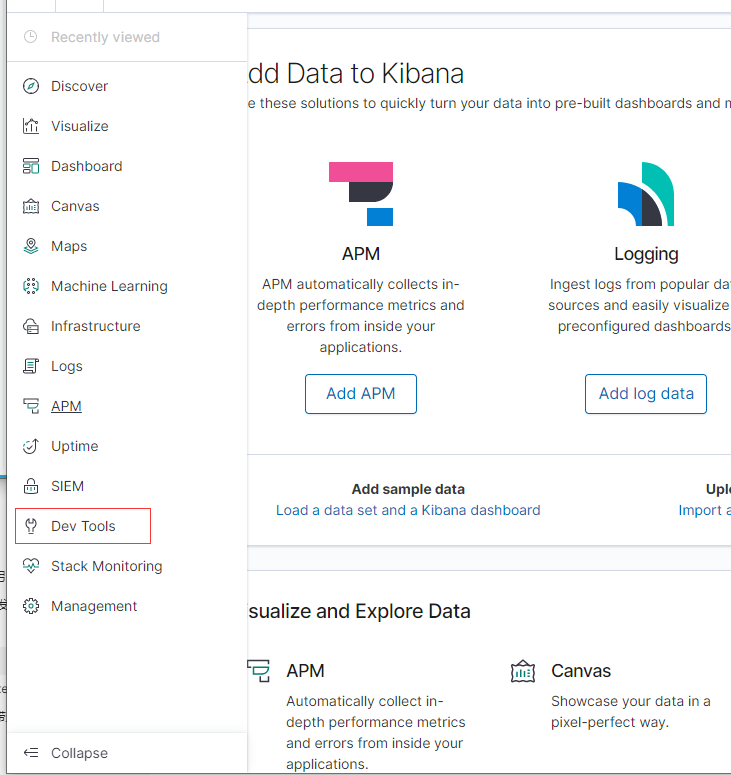 Recently viewed
Discover
Visualize
Dashboard
Canvas
Maps
Machine Learning
Infrastructure
Logs
APM
Uptime
SIEM
Dev Tools
Stack Monitoring
Management
Collapse
dd Data to Kibana
e these solutions to quickly turn your data into pre-built dashboards and
APM
APM automatically collects in-
depth performance metrics and
errors from inside your
applications.
Add APM
Logging
Ingest logs from popular
sources and easily visualize
preconfigured dashboards
Add log data
Add sample data
Load a data set and a Kibana dashboard
Import
sualize and Explore Data
APM
Automatically collect in-
depth performance metrics
and errors from inside your
applications.
Canvas
Showcase your data in a
pixel-perfect way.